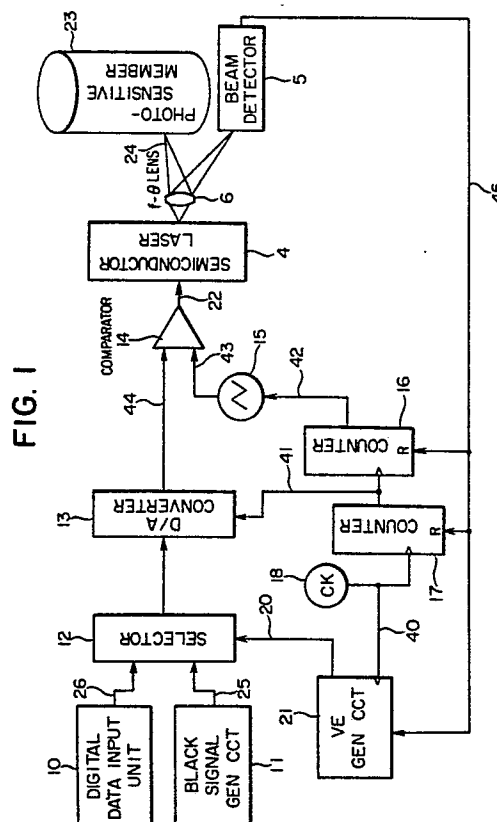 FIG. 1
10
DIGITAL
DATA INPUT
UNIT
26
BLACK
SIGNAL
GEN CCT
11
25
12
SELECTOR
20
21
VE
GEN CCT
40
18
CK
17
COUNTER
R
41
16
COUNTER
R
42
15
43
13
D/A
CONVERTER
44
COMPARATOR
14
22
SEMICONDUCTOR
LASER
4
f-θ LENS
6
24
23
PHOTO-
SENSITIVE
MEMBER
BEAM
DETECTOR
5
46